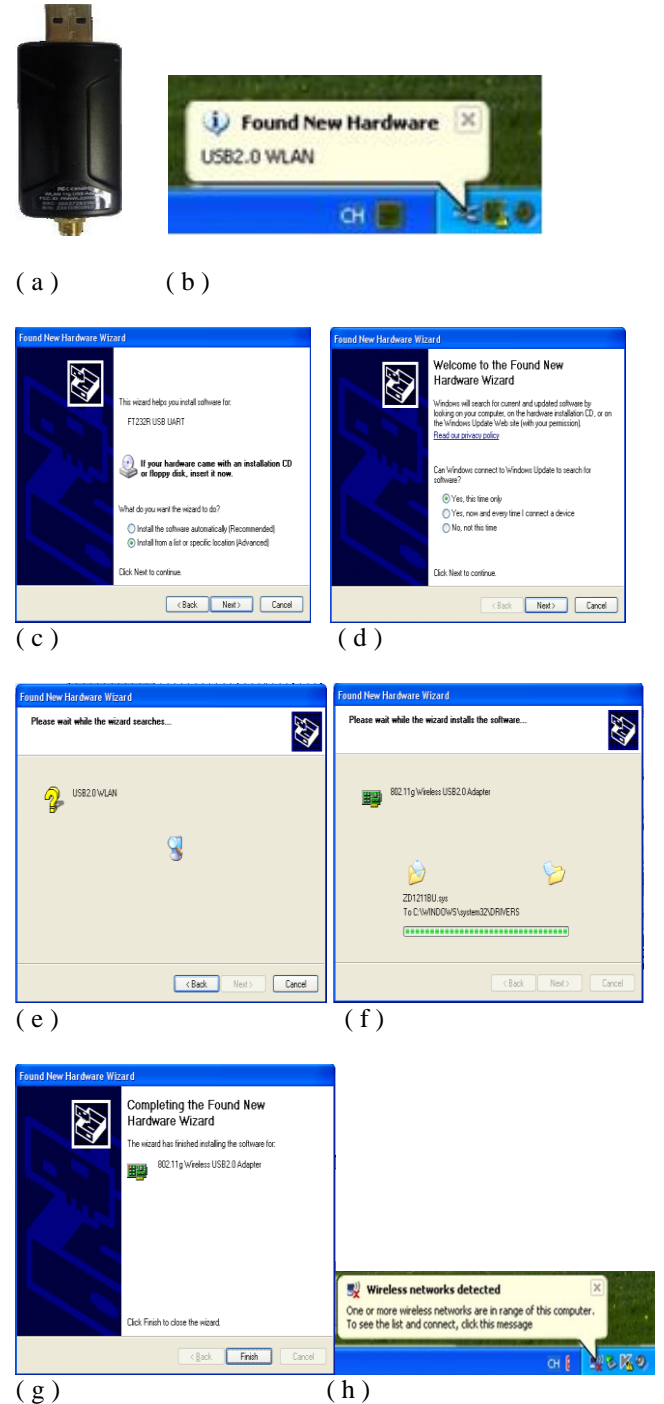 ( a )
Found New Hardware
USB2.0 WLAN
CH
( b )
Found New Hardware Wizard
This wizard helps you install software for:
FT232R USB UART
If your hardware came with an installation CD
or floppy disk, insert it now.
What do you want the wizard to do?
Install the software automatically (Recommended)
Install from a list or specific location (Advanced)
Click Next to continue.
< Back Next > Cancel
( c )
Found New Hardware Wizard
Welcome to the Found New
Hardware Wizard
Windows will search for current and updated software by
looking on your computer, on the hardware installation CD, or on
the Windows Update Web site (with your permission).
Read our privacy policy
Can Windows connect to Windows Update to search for
software?
Yes, this time only
Yes, now and every time I connect a device
No, not this time
Click Next to continue.
< Back Next > Cancel
( d )
Found New Hardware Wizard
Please wait while the wizard searches...
USB2.0 WLAN
< Back Next > Cancel
( e )
Found New Hardware Wizard
Please wait while the wizard installs the software...
802.11g Wireless USB2.0 Adapter
ZD1211BU.sys
To C:\WINDOWS\system32\DRIVERS
< Back Next > Cancel
( f )
Found New Hardware Wizard
Completing the Found New
Hardware Wizard
The wizard has finished installing the software for:
802.11g Wireless USB2.0 Adapter
Click Finish to close the wizard.
< Back Finish Cancel
( g )
Wireless networks detected
One or more wireless networks are in range of this computer.
To see the list and connect, click this message
CH
( h )